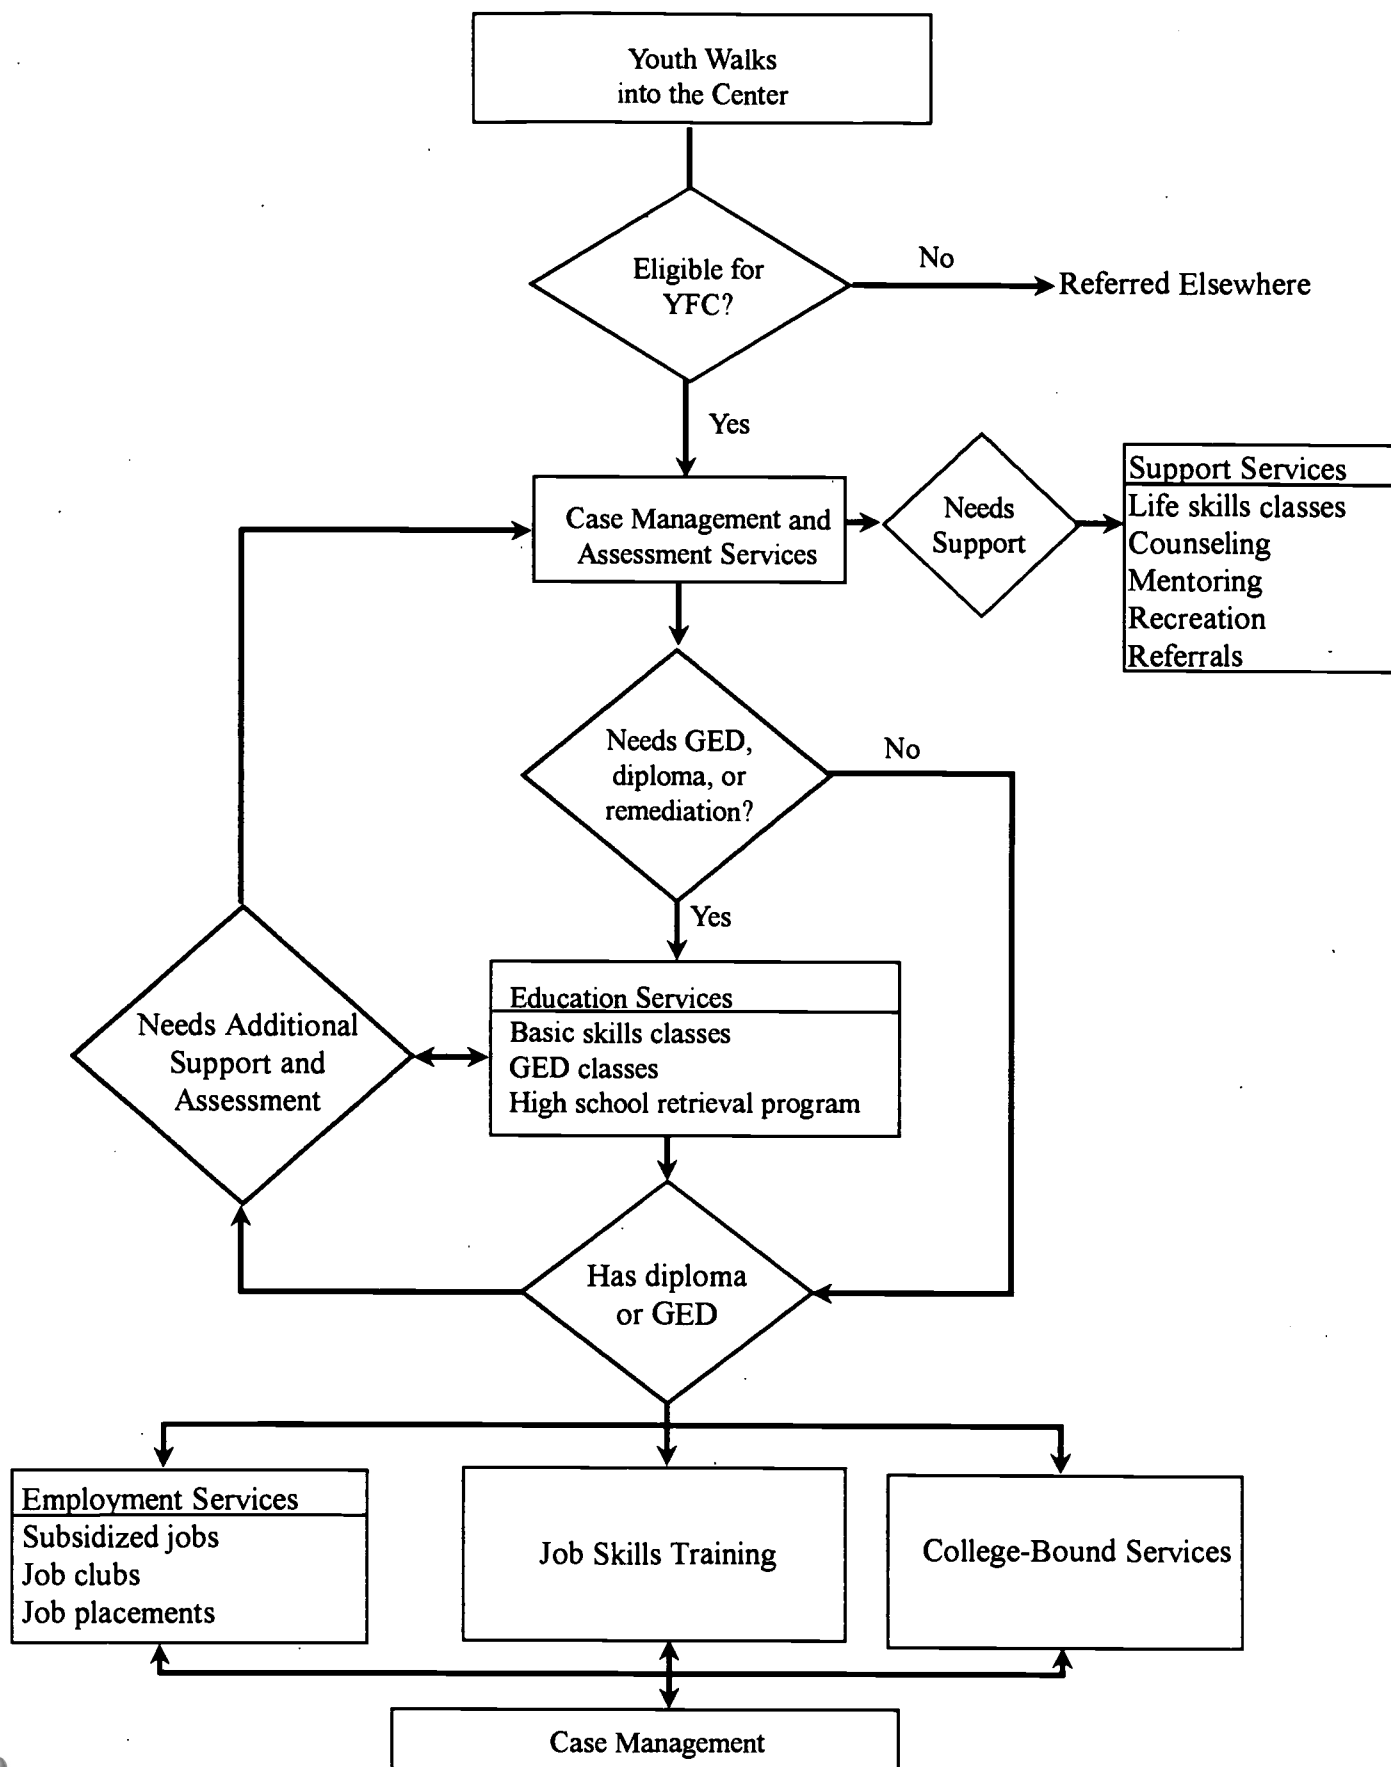 Youth Walks
into the Center
Eligible for
YFC?
No
Referred Elsewhere
Yes
Case Management and
Assessment Services
Needs
Support
Support Services
Life skills classes
Counseling
Mentoring
Recreation
Referrals
Needs GED,
diploma, or
remediation?
No
Yes
Needs Additional
Support and
Assessment
Education Services
Basic skills classes
GED classes
High school retrieval program
Has diploma
or GED
Employment Services
Subsidized jobs
Job clubs
Job placements
Job Skills Training
College-Bound Services
Case Management